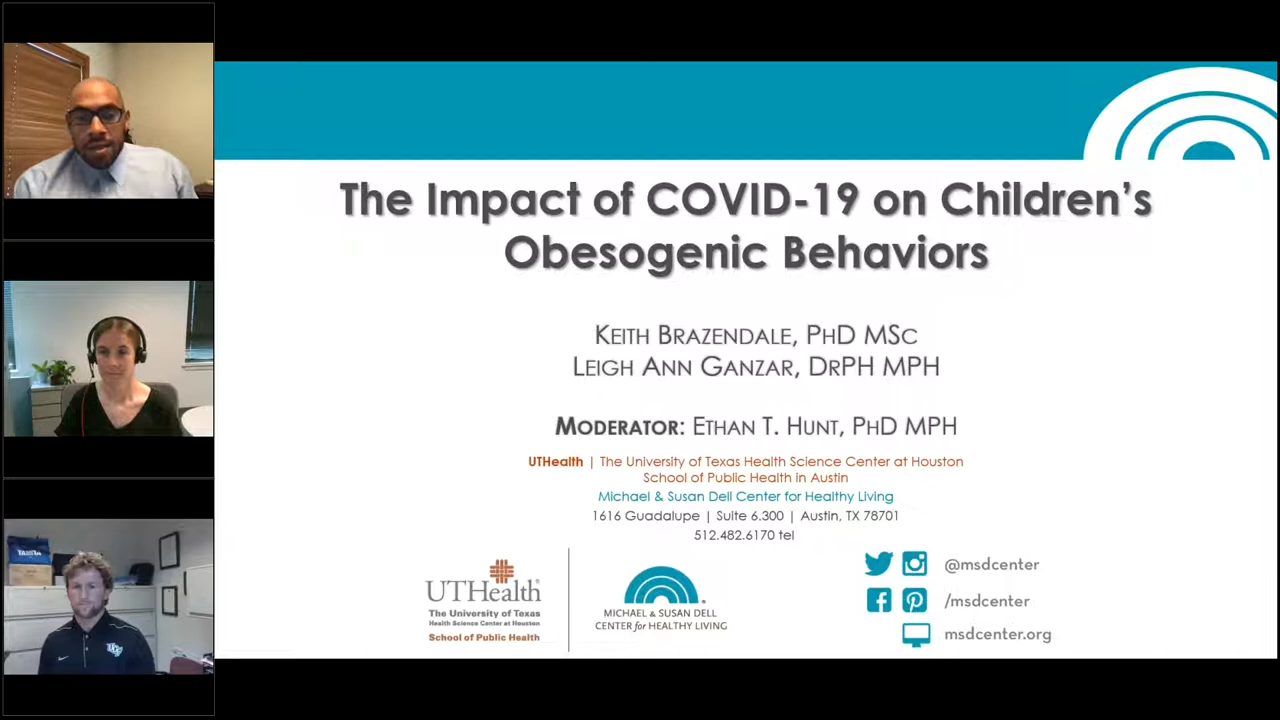 The Impact of COVID-19 on Children's
Obesogenic Behaviors
Keith Brazendale, PhD MSc
Leigh Ann Ganzar, DrPH MPH
Moderator: Ethan T. Hunt, PhD MPH
UTHealth | The University of Texas Health Science Center at Houston
School of Public Health in Austin
Michael & Susan Dell Center for Healthy Living
1616 Guadalupe | Suite 6.300 | Austin, TX 78701
512.482.6170 tel
UTHealth®
The University of Texas
Health Science Center at Houston
School of Public Health
MICHAEL & SUSAN DELL
CENTER for HEALTHY LIVING
@msdcenter
/msdcenter
msdcenter.org
UCF